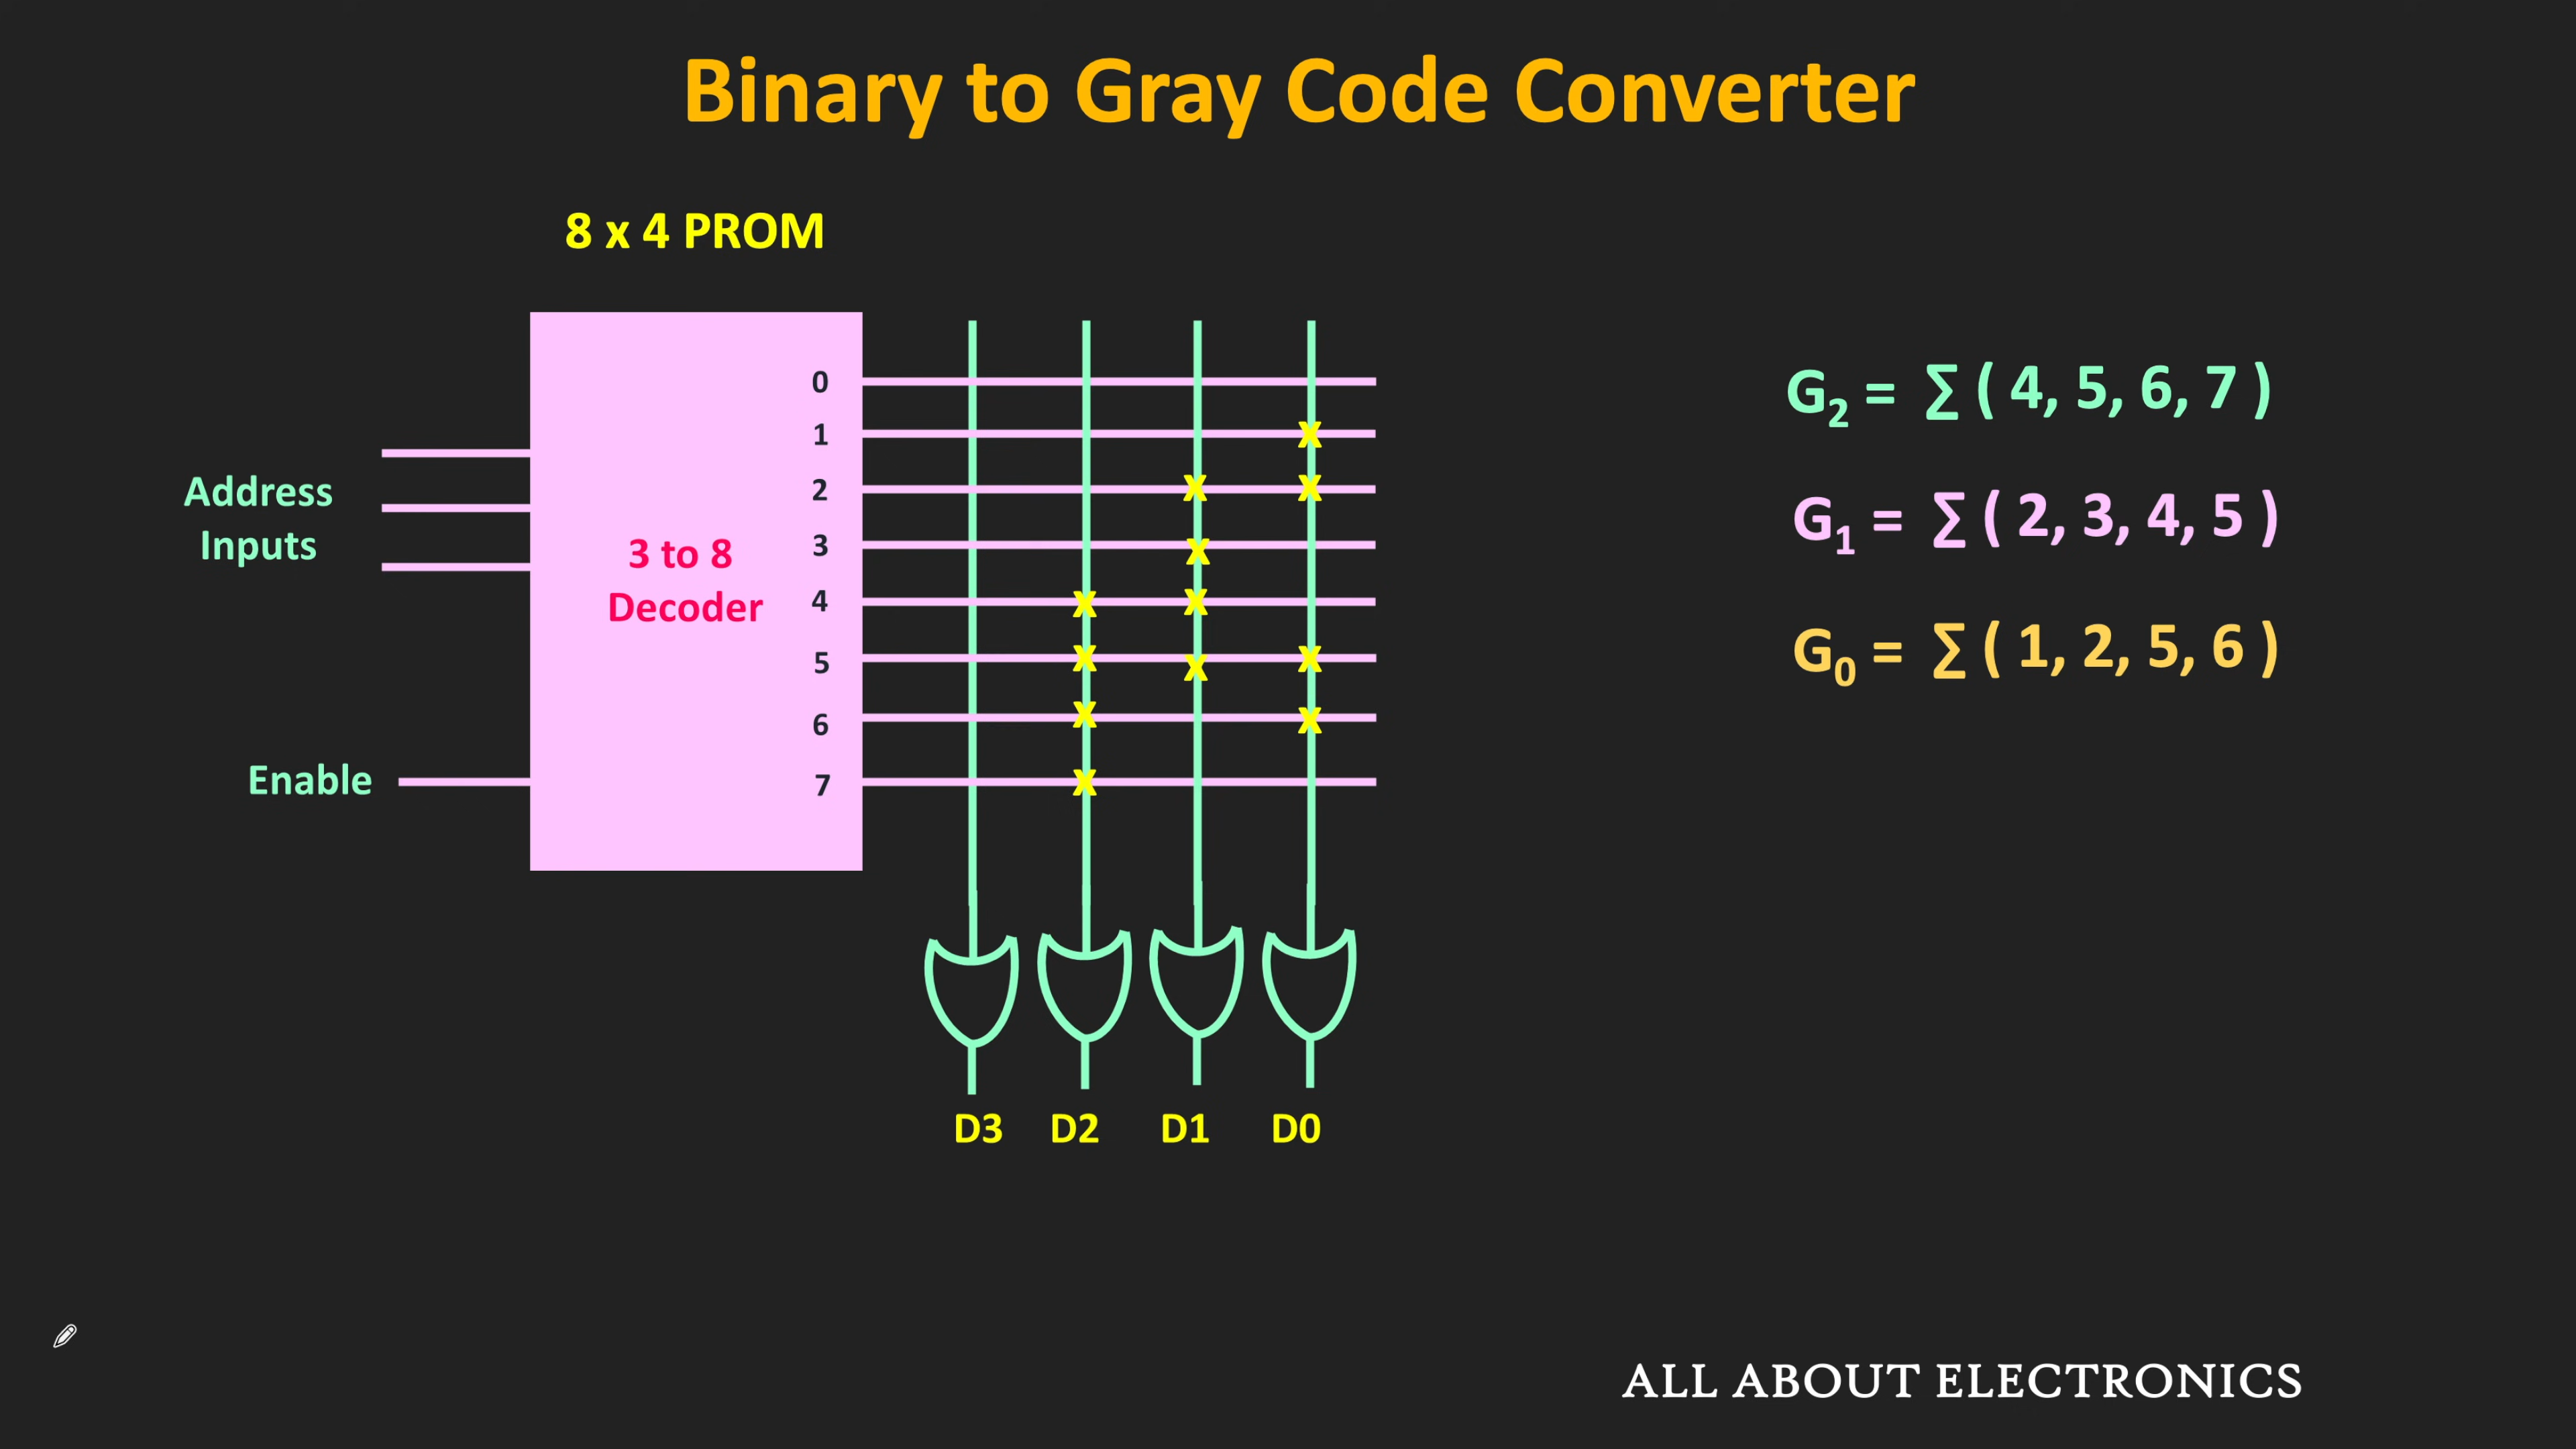 Binary to Gray Code Converter
8 x 4 PROM
0
1
2
3
4
5
6
7
Address
Inputs
3 to 8
Decoder
Enable
G2 = ∑ ( 4, 5, 6, 7 )
G1 = ∑ ( 2, 3, 4, 5 )
G0 = ∑ ( 1, 2, 5, 6 )
D3 D2 D1 D0
ALL ABOUT ELECTRONICS